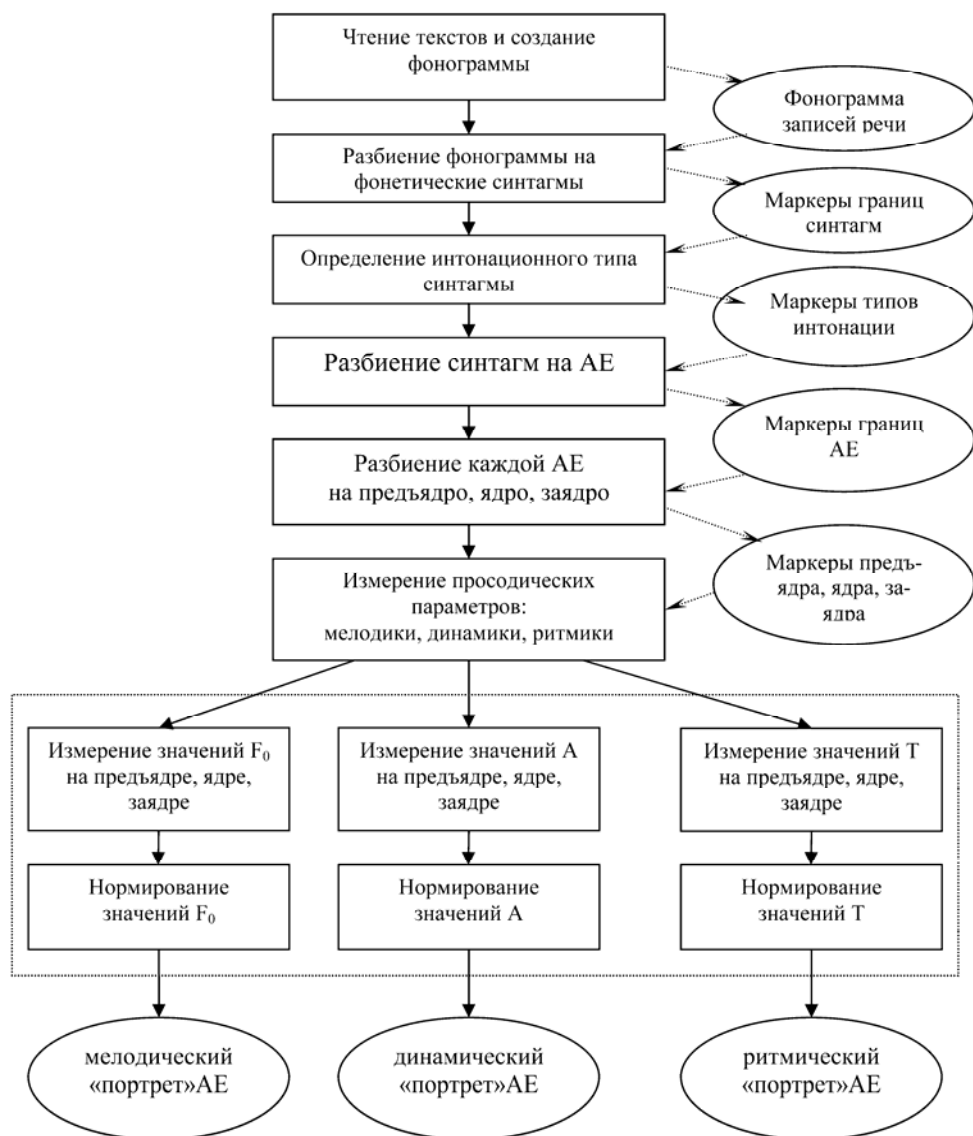 Чтение текстов и создание
фонограммы
Фонограмма
записей речи
Разбиение фонограммы на
фонетические синтагмы
Маркеры границ
синтагм
Определение интонационного типа
синтагмы
Маркеры типов
интонации
Разбиение синтагм на АЕ
Маркеры границ
АЕ
Разбиение каждой АЕ
на предъядро, ядро, заядро
Маркеры предъ-
ядра, ядра, за-
ядра
Измерение просодических
параметров:
мелодики, динамики, ритмики
Измерение значений F₀
на предъядре, ядре,
заядре
Измерение значений А
на предъядре, ядре,
заядре
Измерение значений Т
на предъядре, ядре,
заядре
Нормирование
значений F₀
Нормирование
значений А
Нормирование
значений Т
мелодический
«портрет»АЕ
динамический
«портрет»АЕ
ритмический
«портрет»АЕ